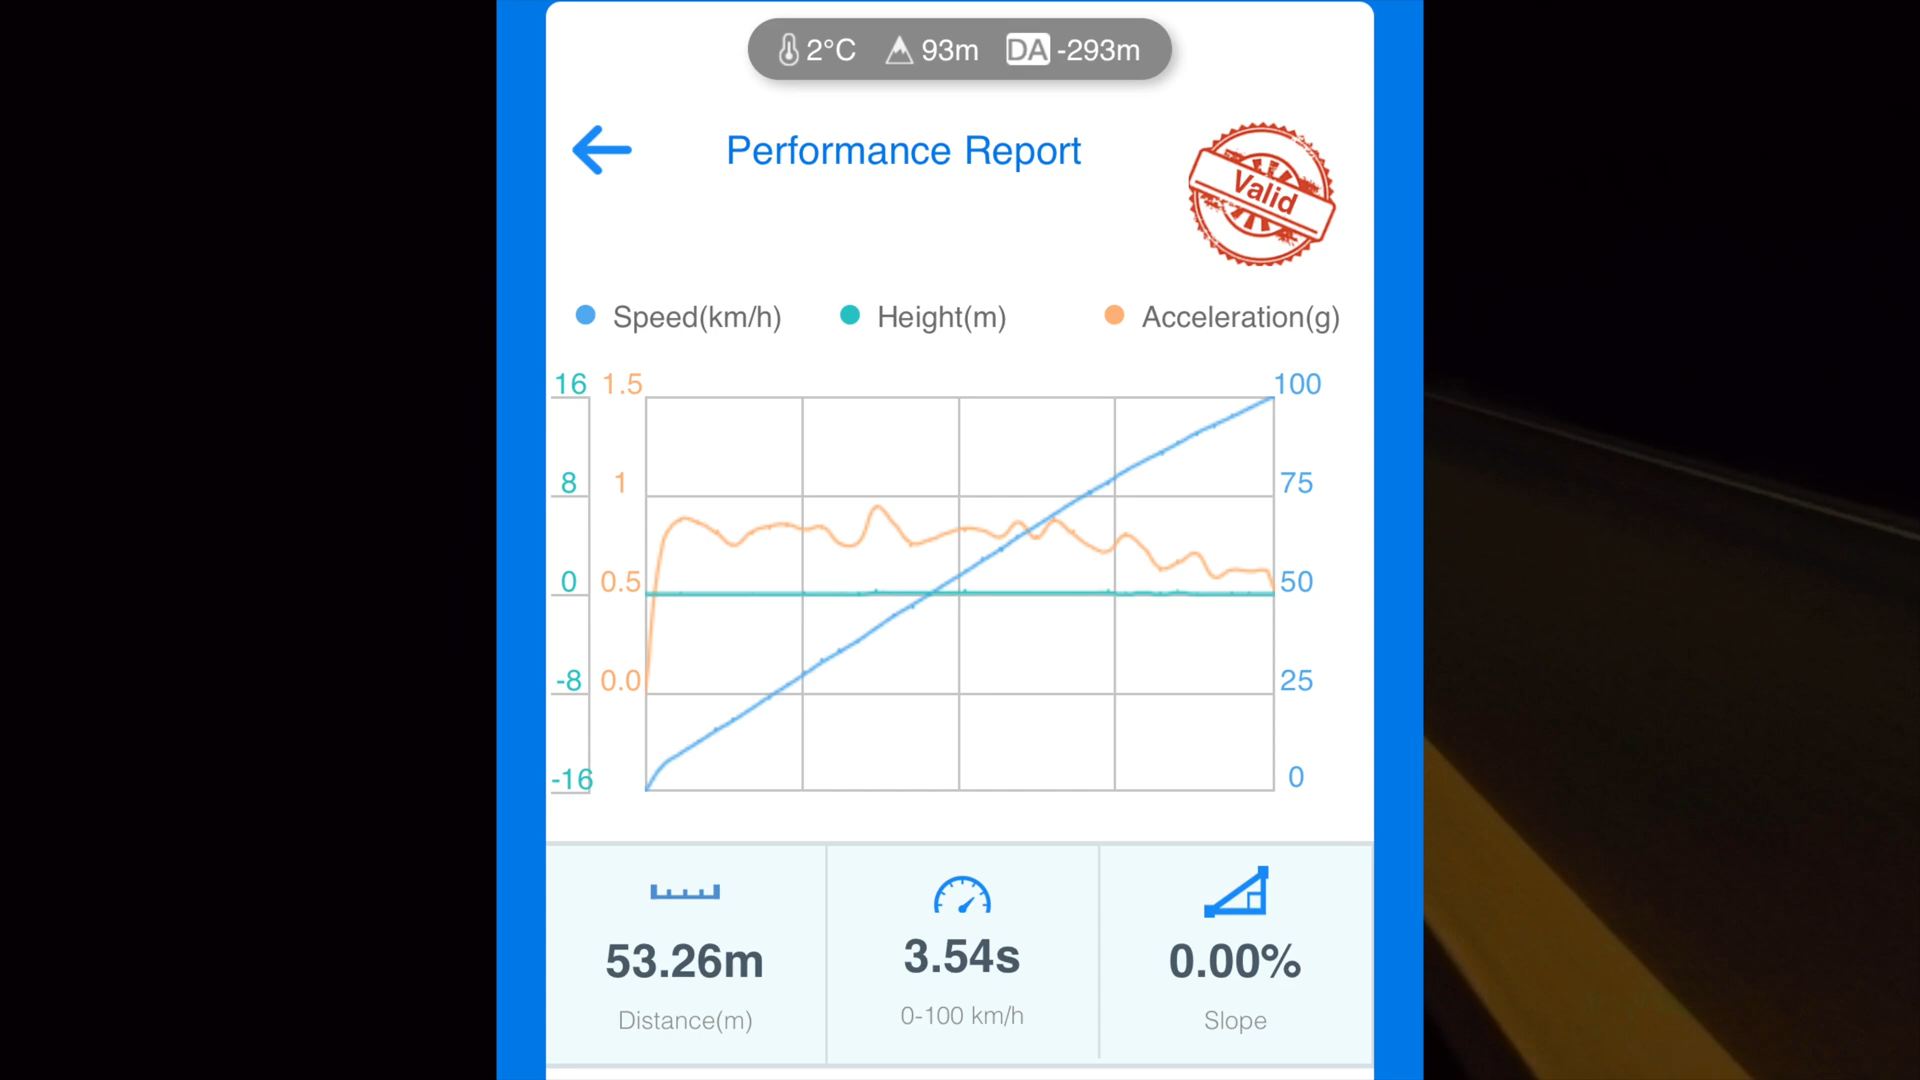 2°C 93m DA -293m
Performance Report
Valid
Speed(km/h) Height(m) Acceleration(g)
16 1.5 100
8 1 75
0 0.5 50
-8 0.0 25
-16 0
53.26m 3.54s 0.00%
Distance(m) 0-100 km/h Slope